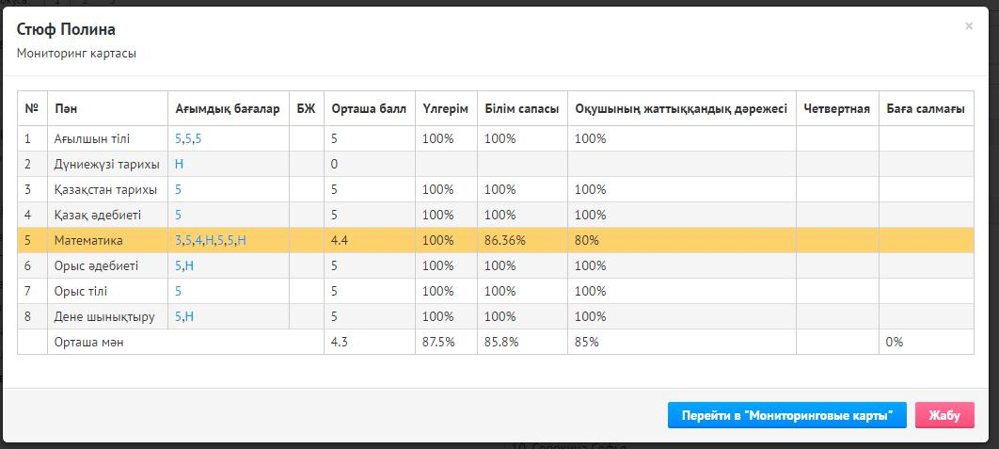 Стюф Полина
×
Мониторинг картасы
№ Пән Ағымдық бағалар БЖ Орташа балл Үлгерім Білім сапасы Оқушының жаттыққандық дәрежесі Четвертная Баға салмағы
1 Ағылшын тілі 5,5,5 5 100% 100% 100%
2 Дүниежүзі тарихы Н 0
3 Қазақстан тарихы 5 5 100% 100% 100%
4 Қазақ әдебиеті 5 5 100% 100% 100%
5 Математика 3,5,4,Н,5,5,Н 4.4 100% 86.36% 80%
6 Орыс әдебиеті 5,Н 5 100% 100% 100%
7 Орыс тілі 5 5 100% 100% 100%
8 Дене шынықтыру 5,Н 5 100% 100% 100%
Орташа мән 4.3 87.5% 85.8% 85% 0%
Перейти в "Мониторинговые карты" Жабу